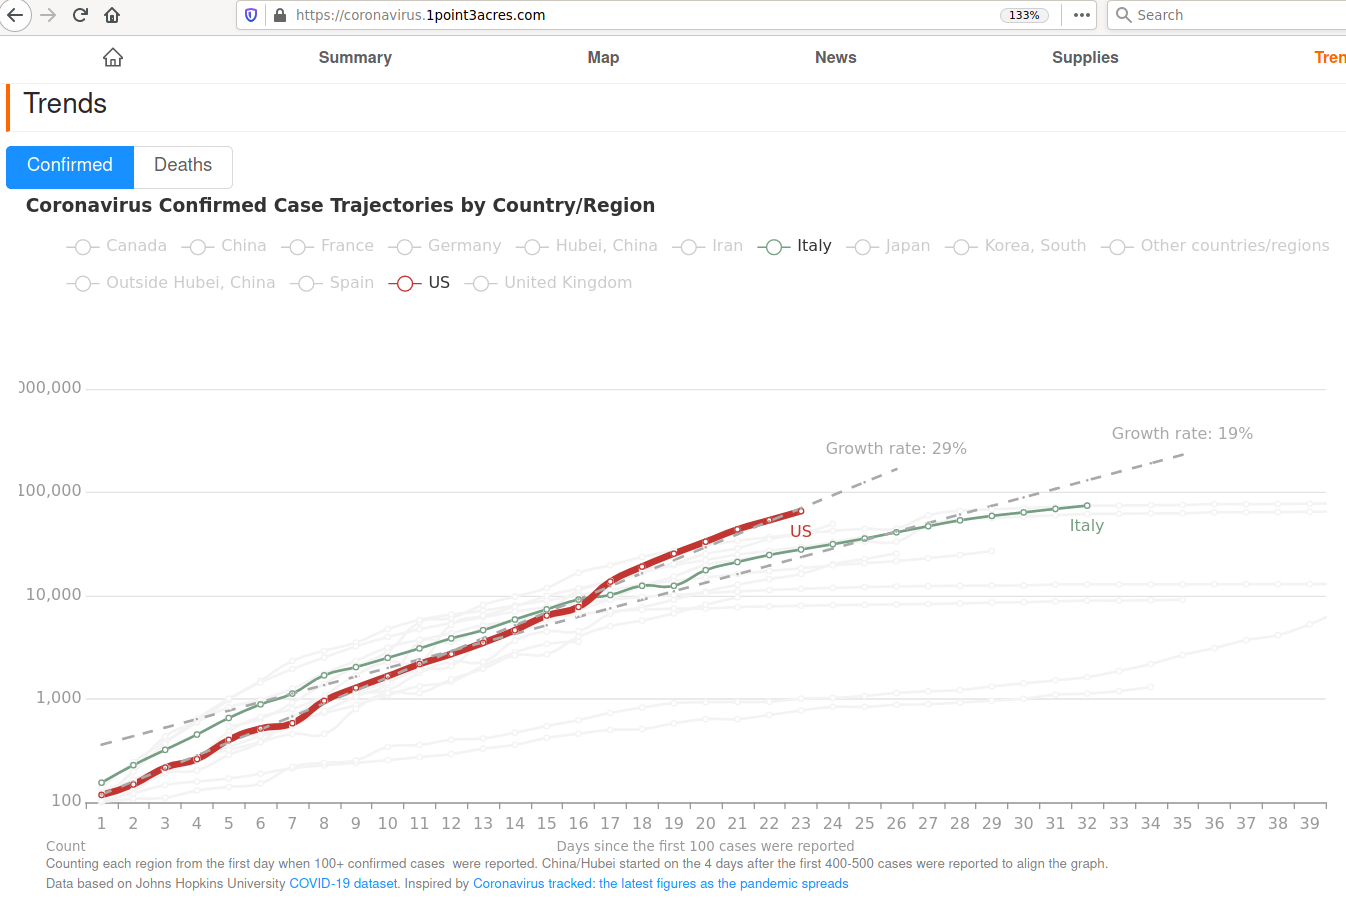 https://coronavirus.1point3acres.com 133% Search
Summary Map News Supplies Tren
Trends
Confirmed Deaths
Coronavirus Confirmed Case Trajectories by Country/Region
Canada China France Germany Hubei, China Iran Italy Japan Korea, South Other countries/regions
Outside Hubei, China Spain US United Kingdom
000,000
Growth rate: 19%
Growth rate: 29%
100,000
US
Italy
10,000
1,000
100
1 2 3 4 5 6 7 8 9 10 11 12 13 14 15 16 17 18 19 20 21 22 23 24 25 26 27 28 29 30 31 32 33 34 35 36 37 38 39
Count Days since the first 100 cases were reported
Counting each region from the first day when 100+ confirmed cases were reported. China/Hubei started on the 4 days after the first 400-500 cases were reported to align the graph.
Data based on Johns Hopkins University COVID-19 dataset. Inspired by Coronavirus tracked: the latest figures as the pandemic spreads